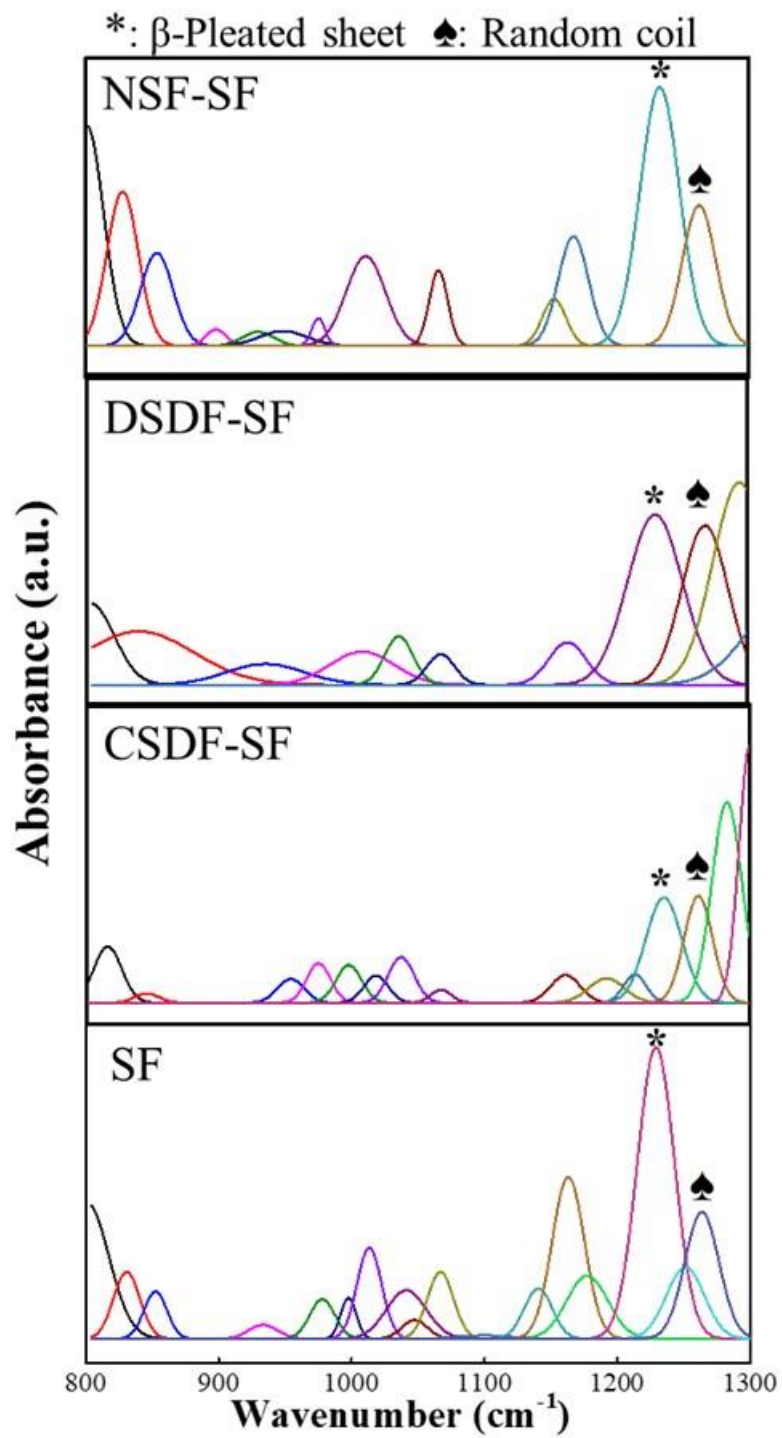 *: β-Pleated sheet ♠: Random coil
NSF-SF
*
♠
DSDF-SF
*
♠
CSDF-SF
*
♠
SF
*
♠
Absorbance (a.u.)
800 900 1000 1100 1200 1300
Wavenumber (cm⁻¹)